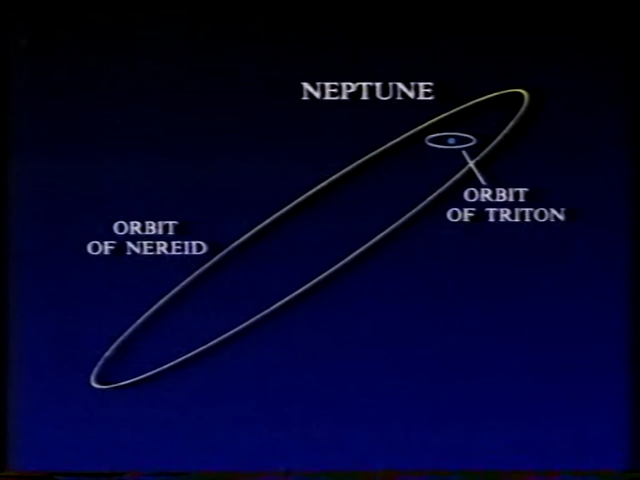 NEPTUNE
ORBIT
OF TRITON
ORBIT
OF NEREID